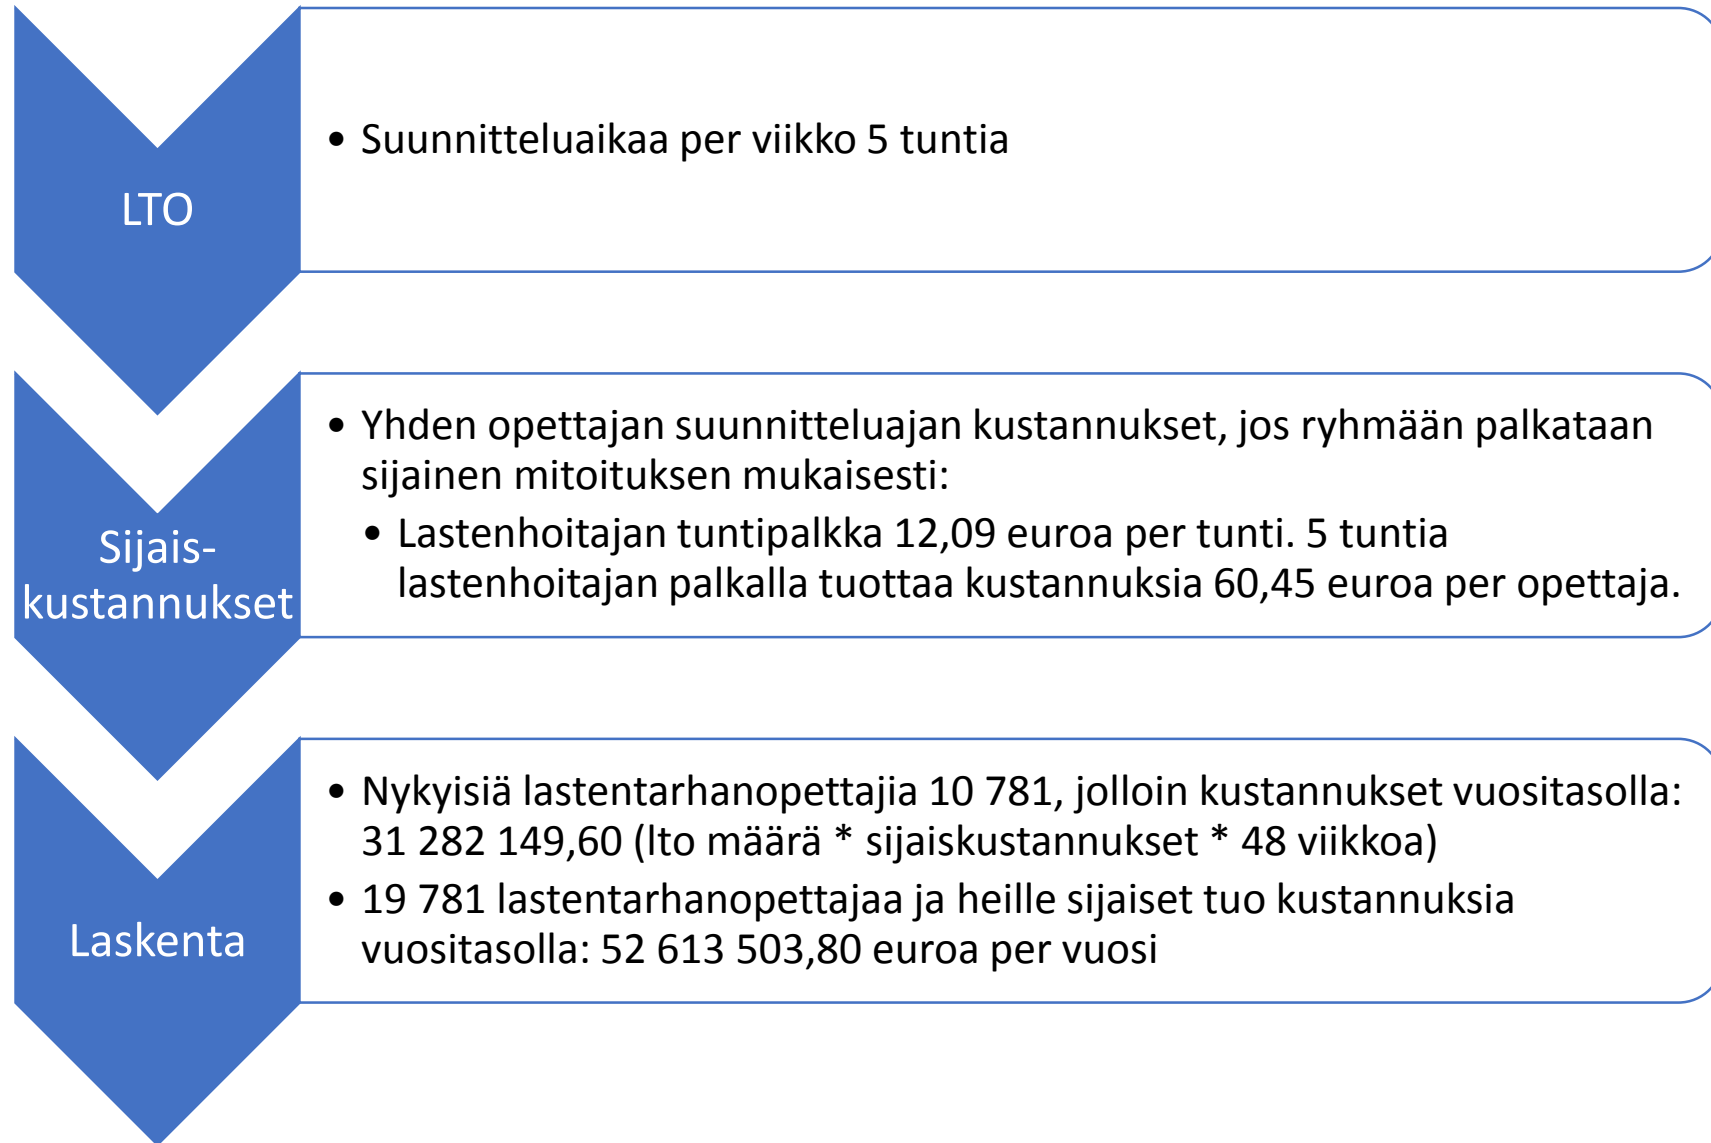 LTO
• Suunnitteluaikaa per viikko 5 tuntia
Sijais-
kustannukset
• Yhden opettajan suunnitteluajan kustannukset, jos ryhmään palkataan
sijainen mitoituksen mukaisesti:
• Lastenhoitajan tuntipalkka 12,09 euroa per tunti. 5 tuntia
lastenhoitajan palkalla tuottaa kustannuksia 60,45 euroa per opettaja.
Laskenta
• Nykyisiä lastentarhanopettajia 10 781, jolloin kustannukset vuositasolla:
31 282 149,60 (lto määrä * sijaiskustannukset * 48 viikkoa)
• 19 781 lastentarhanopettajaa ja heille sijaiset tuo kustannuksia
vuositasolla: 52 613 503,80 euroa per vuosi